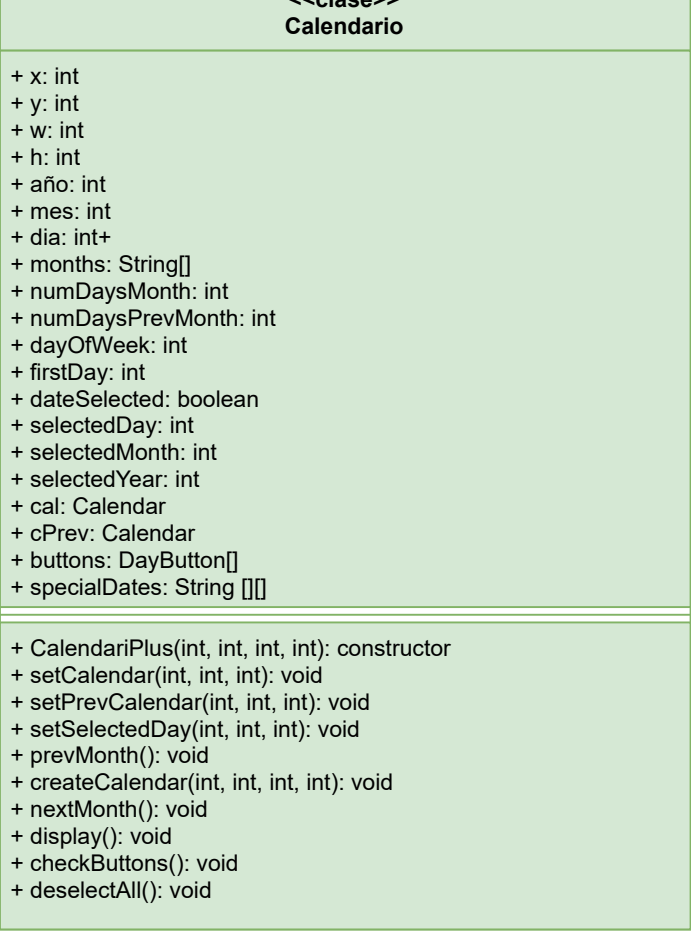 <<clase>>
Calendario
+ x: int
+ y: int
+ w: int
+ h: int
+ año: int
+ mes: int
+ dia: int+
+ months: String[]
+ numDaysMonth: int
+ numDaysPrevMonth: int
+ dayOfWeek: int
+ firstDay: int
+ dateSelected: boolean
+ selectedDay: int
+ selectedMonth: int
+ selectedYear: int
+ cal: Calendar
+ cPrev: Calendar
+ buttons: DayButton[]
+ specialDates: String [][]
+ CalendariPlus(int, int, int, int): constructor
+ setCalendar(int, int, int): void
+ setPrevCalendar(int, int, int): void
+ setSelectedDay(int, int, int): void
+ prevMonth(): void
+ createCalendar(int, int, int, int): void
+ nextMonth(): void
+ display(): void
+ checkButtons(): void
+ deselectAll(): void